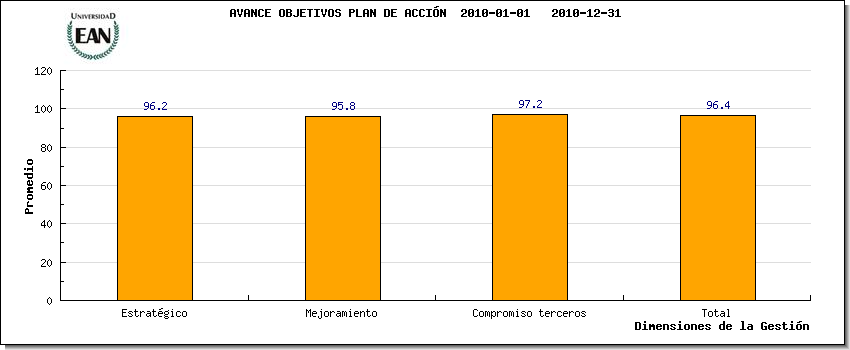 UNIVERSIDAD
EAN
AVANCE OBJETIVOS PLAN DE ACCIÓN 2010-01-01 2010-12-31
120
100
80
60
40
20
0
Promedio
96.2
95.8
97.2
96.4
Estratégico
Mejoramiento
Compromiso terceros
Total
Dimensiones de la Gestión